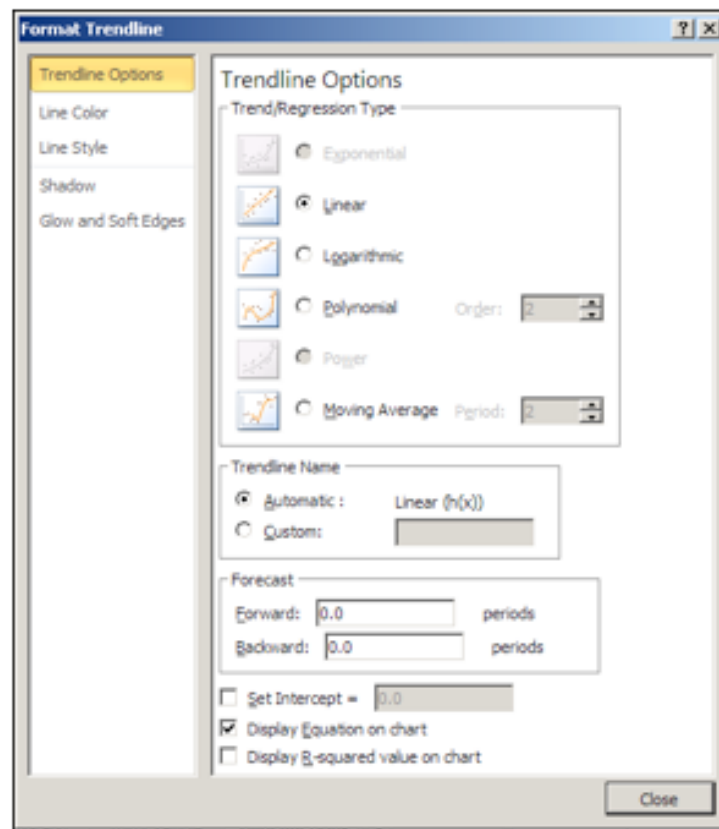 Format Trendline
Trendline Options
Line Color
Line Style
Shadow
Glow and Soft Edges
Trendline Options
Trend/Regression Type
Exponential
Linear
Logarithmic
Polynomial Order: 2
Power
Moving Average Period: 2
Trendline Name
Automatic : Linear (h(x))
Custom:
Forecast
Forward: 0.0 periods
Backward: 0.0 periods
Set Intercept = 0.0
Display Equation on chart
Display R-squared value on chart
Close